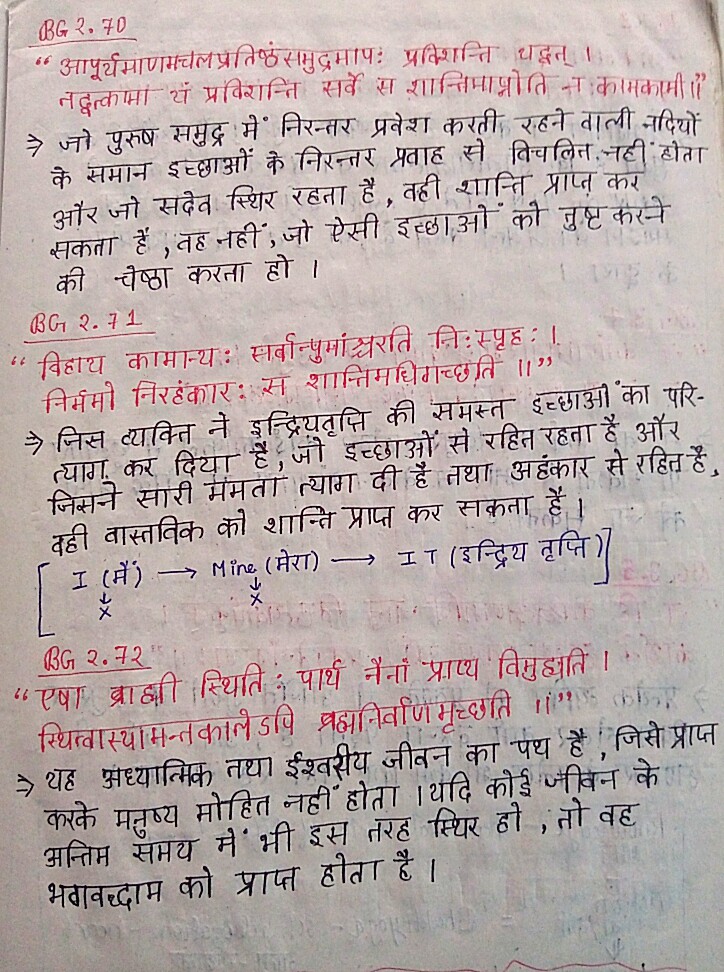 BG 2.70
“ आपूर्यमाणमचलप्रतिष्ठं समुद्रमापः प्रविशन्ति यद्वत् ।
तद्वत्कामा यं प्रविशन्ति सर्वे स शान्तिमाप्नोति न कामकामी ॥”
⇒ जो पुरुष समुद्र में निरन्तर प्रवेश करती रहने वाली नदियों
के समान इच्छाओं के निरन्तर प्रवाह से विचलित नहीं होता
और जो सदैव स्थिर रहता है , वही शान्ति प्राप्त कर
सकता है , वह नहीं , जो ऐसी इच्छाओं को तुष्ट करने
की चेष्ठा करता हो ।
BG 2.71
“ विहाय कामान्यः सर्वान्पुमांश्चरति निःस्पृहः ।
निर्ममो निरहंकारः स शान्तिमधिगच्छति ॥”
⇒ जिस व्यक्ति ने इन्द्रियतृप्ति की समस्त इच्छाओं का परि-
त्याग कर दिया है , जो इच्छाओं से रहित रहता है और
जिसने सारी ममता त्याग दी है तथा अहंकार से रहित है ,
वही वास्तविक को शान्ति प्राप्त कर सकता है ।
[ I (मैं) → Mine (मेरा) → I T (इन्द्रिय तृप्ति) ]
↓ ↓
x x
BG 2.72
“ एषा ब्राह्मी स्थितिः पार्थ नैनां प्राप्य विमुह्यति ।
स्थित्वास्यामन्तकालेऽपि ब्रह्मनिर्वाणमृच्छति ॥”
⇒ यह अध्यात्मिक तथा ईश्वरीय जीवन का पथ है , जिसे प्राप्त
करके मनुष्य मोहित नहीं होता । यदि कोई जीवन के
अन्तिम समय में भी इस तरह स्थिर हो , तो वह
भगवद्धाम को प्राप्त होता है ।